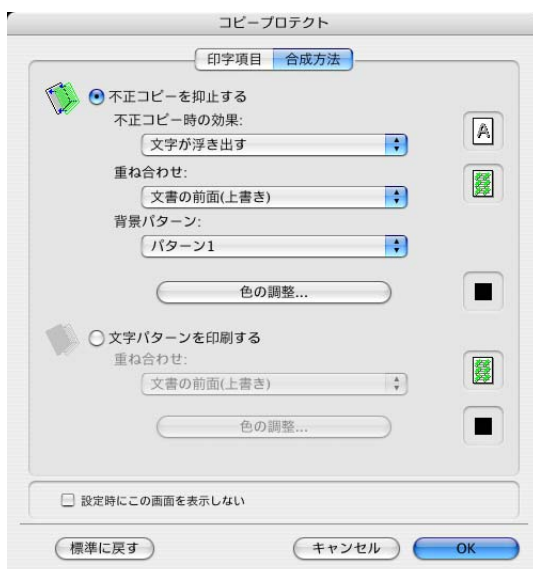 コピープロテクト
印字項目 合成方法
不正コピーを抑止する
不正コピー時の効果:
文字が浮き出す
A
重ね合わせ:
文書の前面(上書き)
背景パターン:
パターン1
色の調整...
文字パターンを印刷する
重ね合わせ:
文書の前面(上書き)
色の調整...
設定時にこの画面を表示しない
標準に戻す キャンセル OK